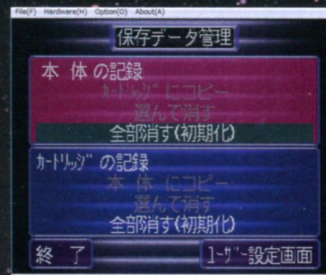 File(F) Hardware(H) Option(O) About(A)
保存データ管理
本 体 の記録
カートリッジ にコピー
選んで消す
全部消す(初期化)
カートリッジ の記録
本 体 にコピー
選んで消す
全部消す(初期化)
終 了
ユーザー設定画面